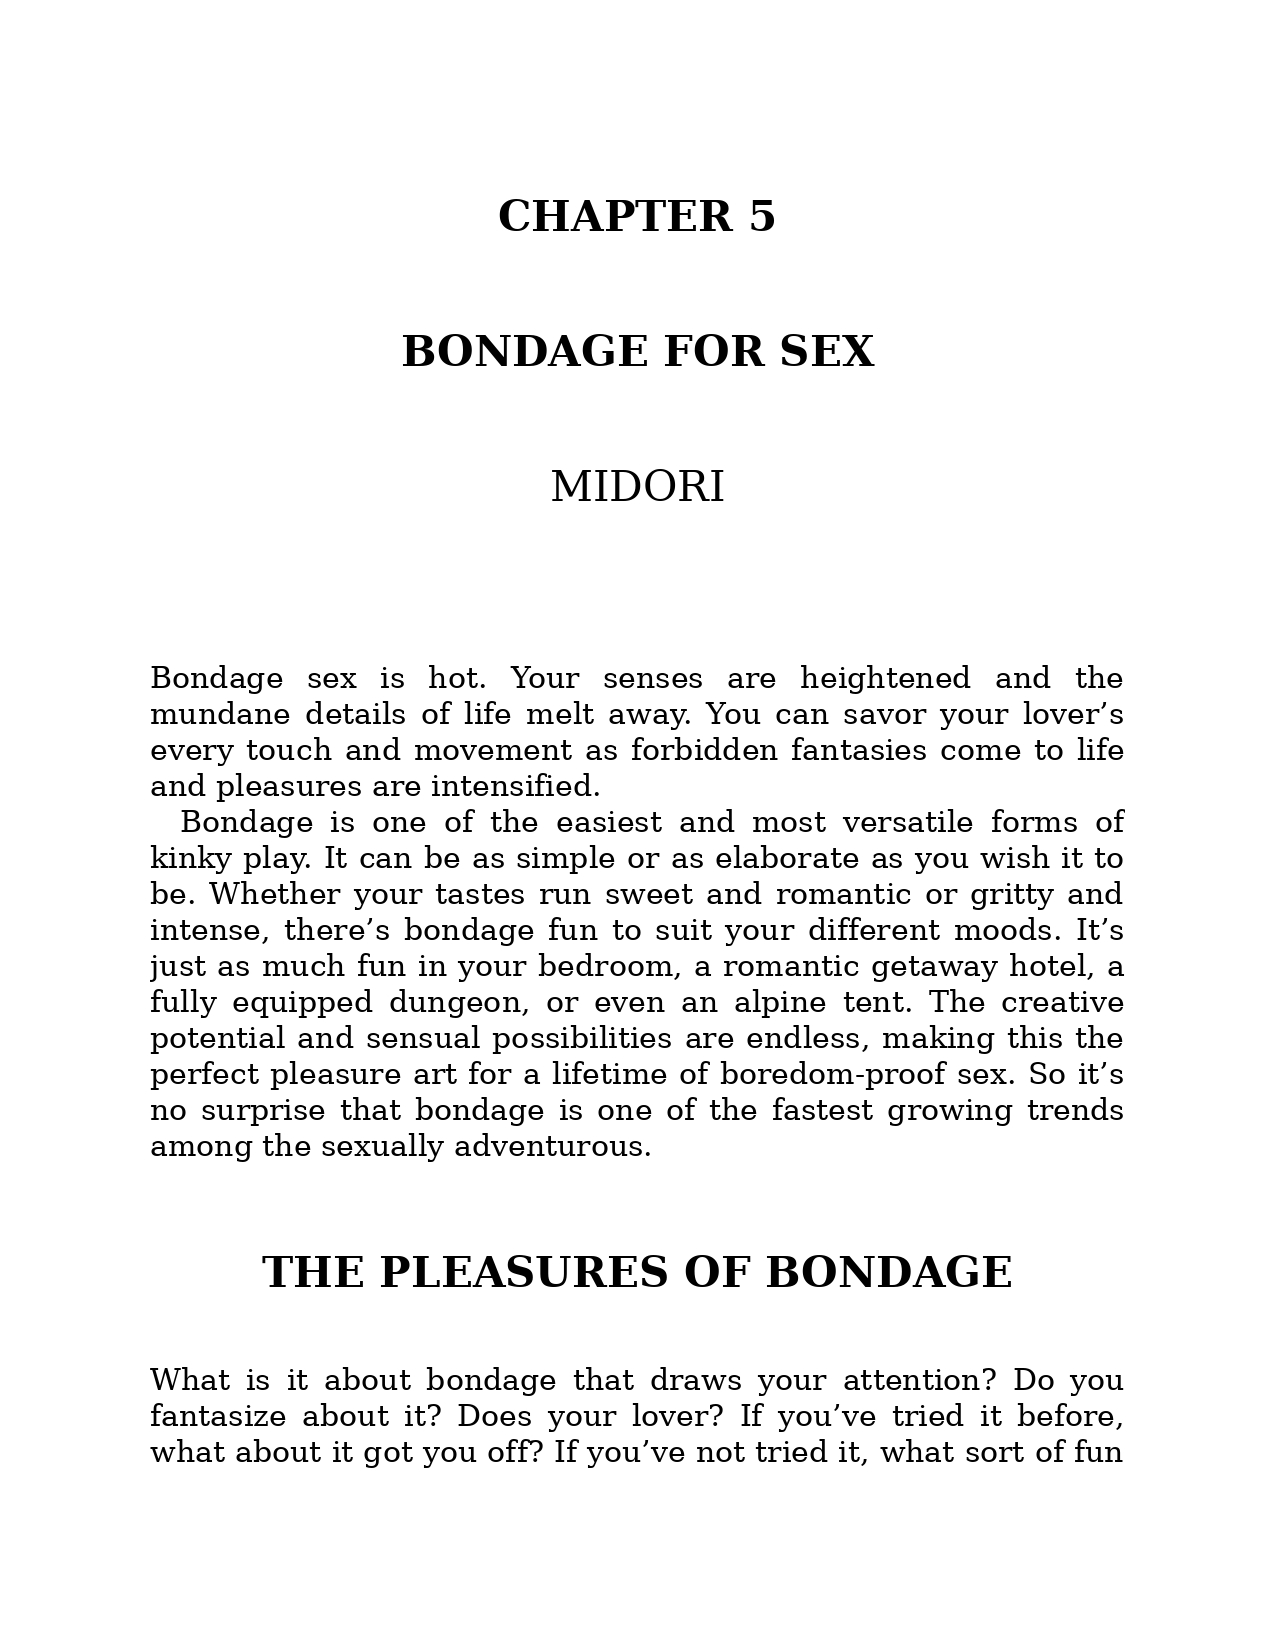 CHAPTER 5
BONDAGE FOR SEX
MIDORI
Bondage sex is hot. Your senses are heightened and the
mundane details of life melt away. You can savor your lover’s
every touch and movement as forbidden fantasies come to life
and pleasures are intensified.
Bondage is one of the easiest and most versatile forms of
kinky play. It can be as simple or as elaborate as you wish it to
be. Whether your tastes run sweet and romantic or gritty and
intense, there’s bondage fun to suit your different moods. It’s
just as much fun in your bedroom, a romantic getaway hotel, a
fully equipped dungeon, or even an alpine tent. The creative
potential and sensual possibilities are endless, making this the
perfect pleasure art for a lifetime of boredom-proof sex. So it’s
no surprise that bondage is one of the fastest growing trends
among the sexually adventurous.
THE PLEASURES OF BONDAGE
What is it about bondage that draws your attention? Do you
fantasize about it? Does your lover? If you’ve tried it before,
what about it got you off? If you’ve not tried it, what sort of fun